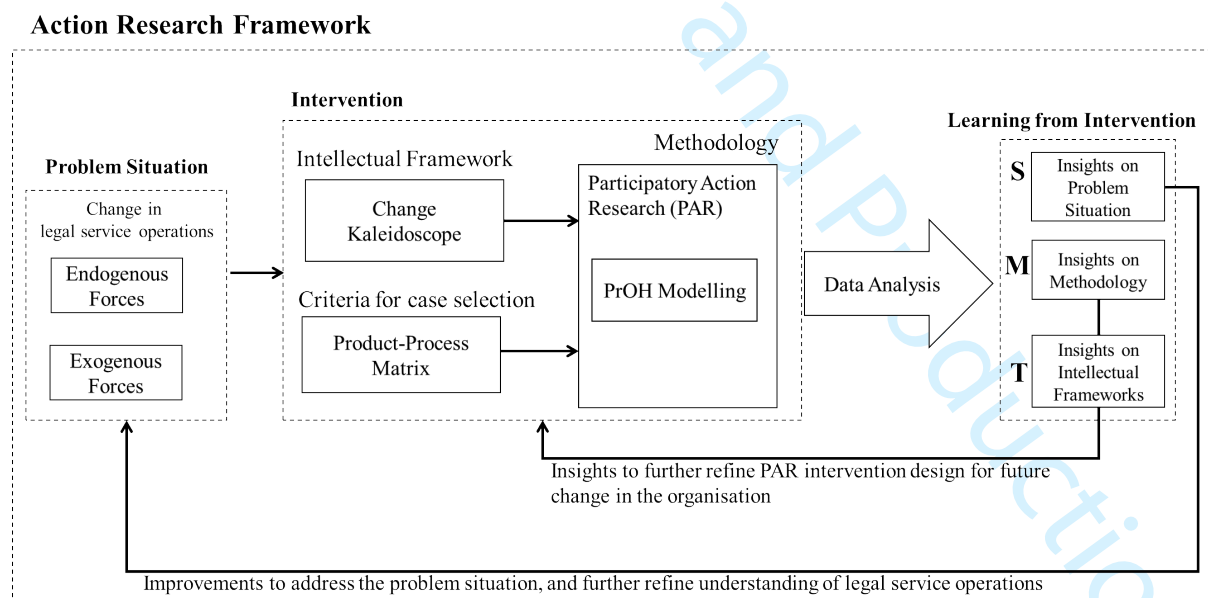 Action Research Framework
Problem Situation
Change in
legal service operations
Endogenous
Forces
Exogenous
Forces
Intervention
Intellectual Framework
Change
Kaleidoscope
Criteria for case selection
Product-Process
Matrix
Methodology
Participatory Action
Research (PAR)
PrOH Modelling
Data Analysis
Learning from Intervention
S
Insights on
Problem
Situation
M
Insights on
Methodology
T
Insights on
Intellectual
Frameworks
Insights to further refine PAR intervention design for future
change in the organisation
Improvements to address the problem situation, and further refine understanding of legal service operations
and Productio